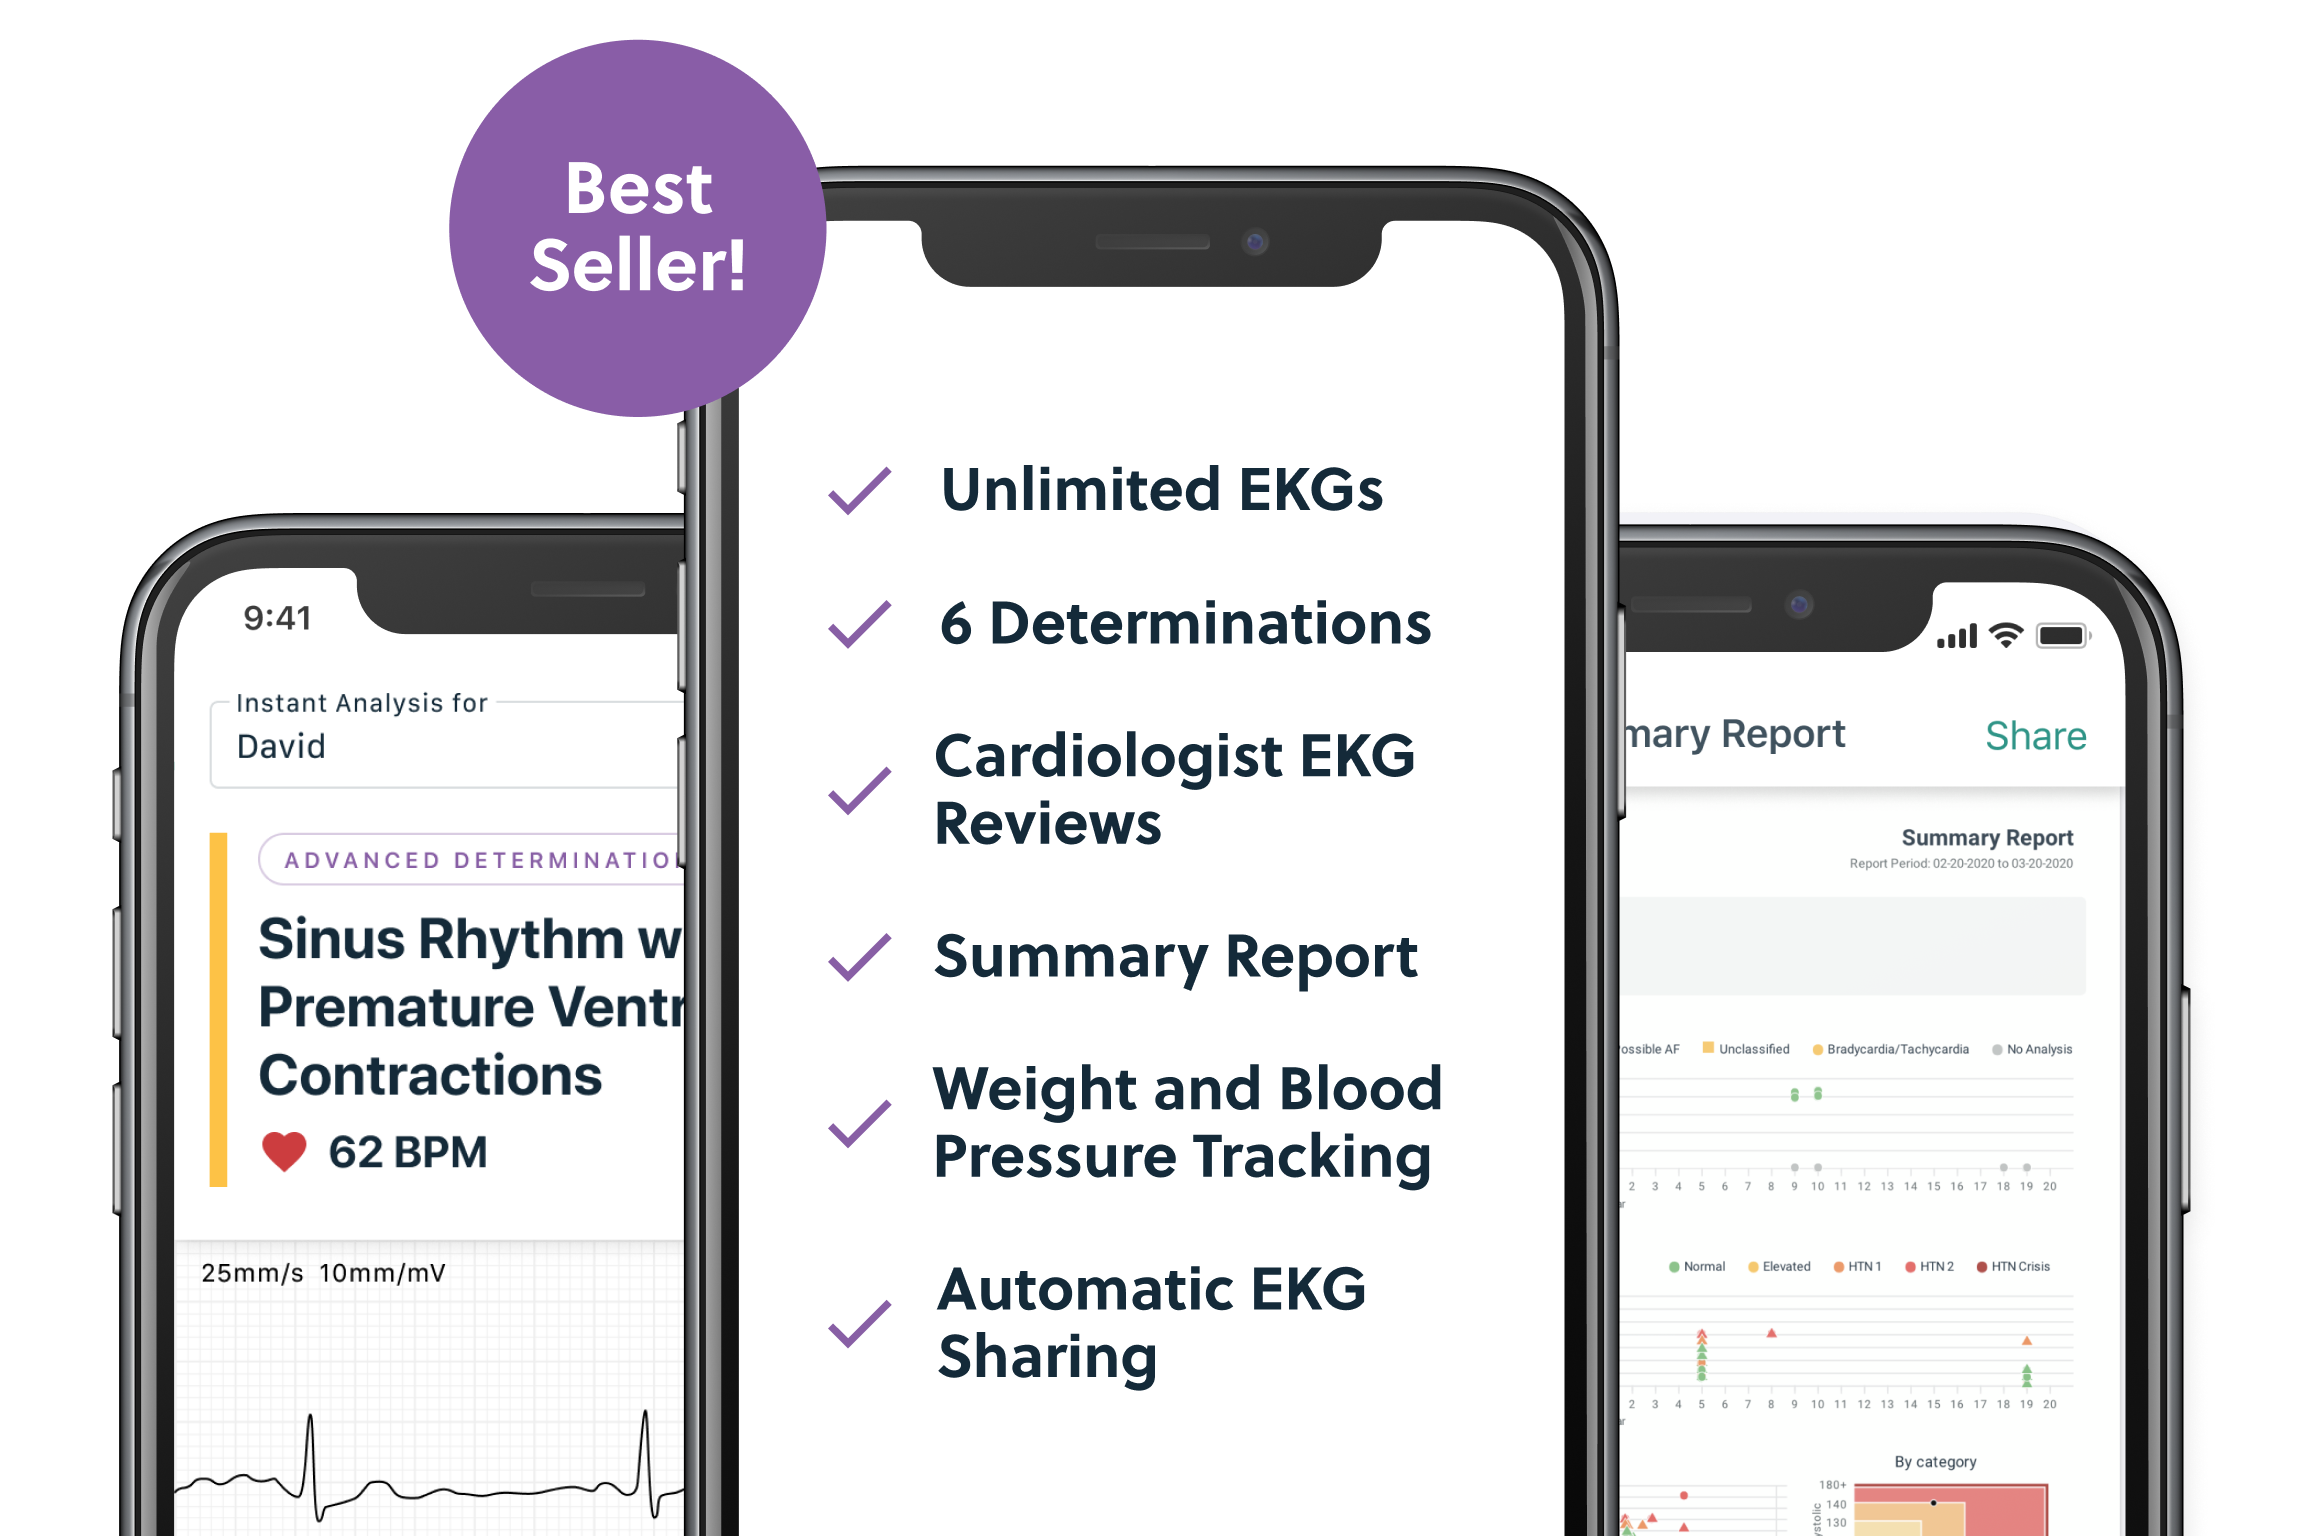 Best
Seller!
Unlimited EKGs
6 Determinations
Cardiologist EKG
Reviews
Summary Report
Weight and Blood
Pressure Tracking
Automatic EKG
Sharing
9:41
Instant Analysis for
David
ADVANCED DETERMINATIO
Sinus Rhythm w
Premature Ventr
Contractions
62 BPM
25mm/s 10mm/mV
mary Report
Share
Summary Report
Report Period: 02-20-2020 to 03-20-2020
ossible AF Unclassified Bradycardia/Tachycardia No Analysis
2 3 4 5 6 7 8 9 10 11 12 13 14 15 16 17 18 19 20
Normal Elevated HTN 1 HTN 2 HTN Crisis
2 3 4 5 6 7 8 9 10 11 12 13 14 15 16 17 18 19 20
By category
180+
140
130
ystolic